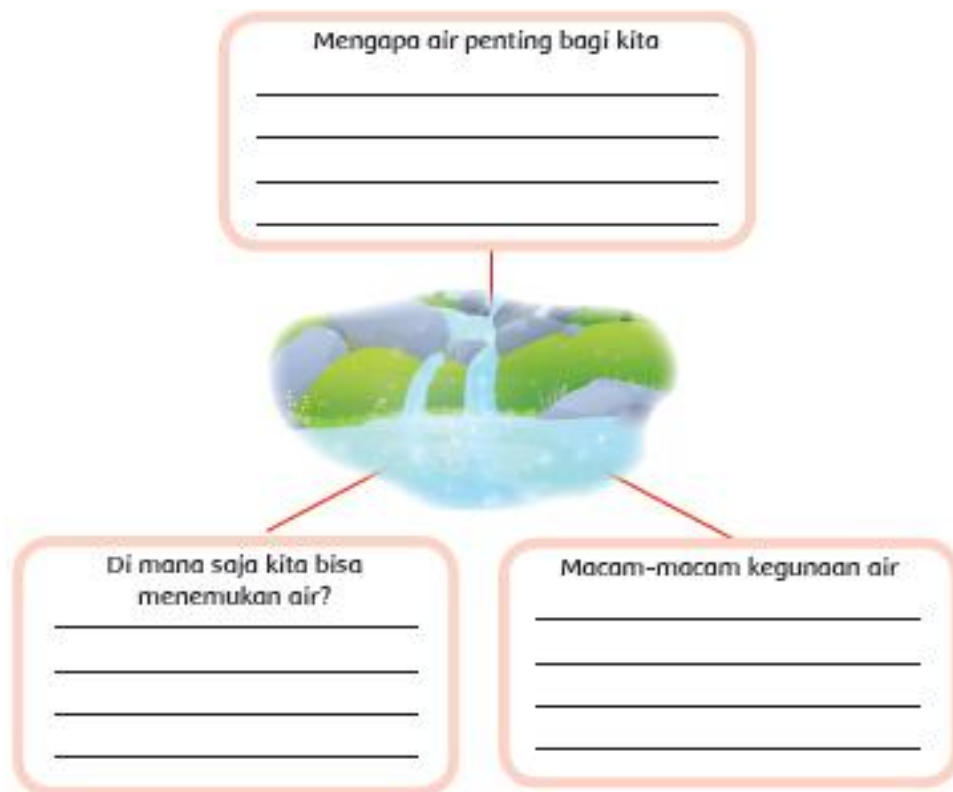 Mengapa air penting bagi kita
Di mana saja kita bisa
menemukan air?
Macam-macam kegunaan air